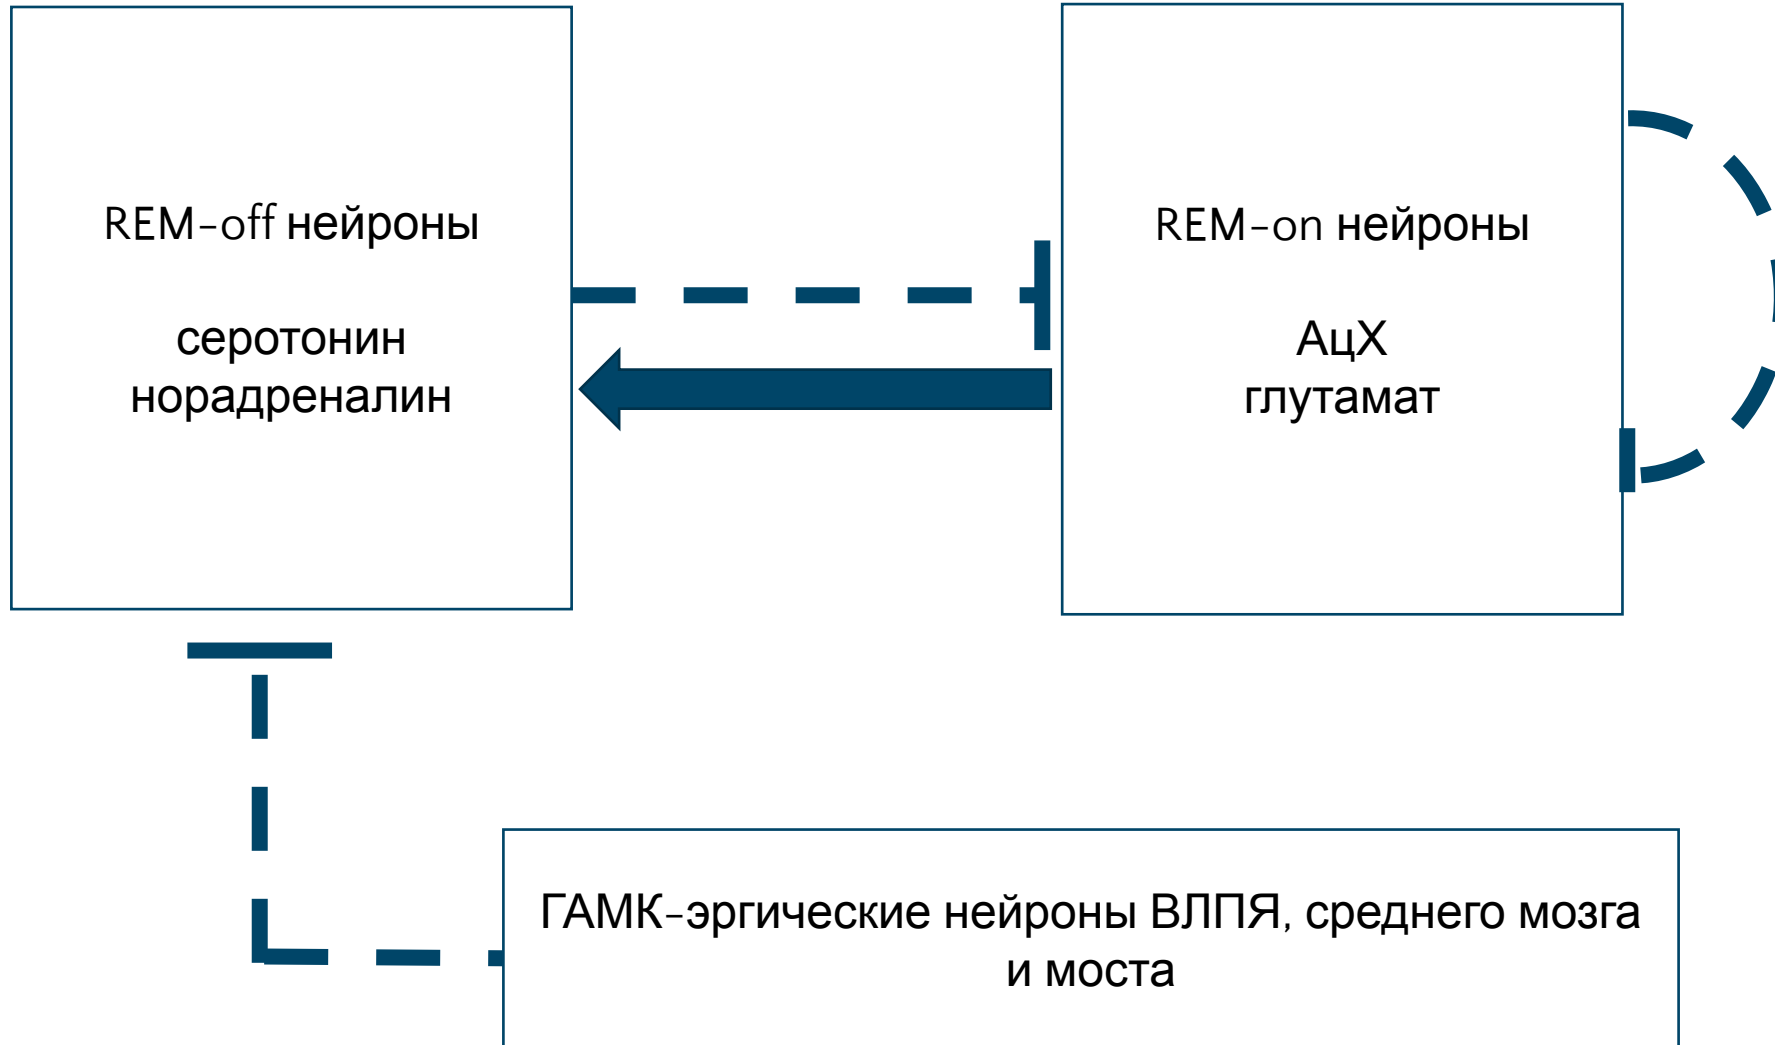 REM-off нейроны
серотонин
норадреналин
REM-on нейроны
АцХ
глутамат
ГАМК-эргические нейроны ВЛПЯ, среднего мозга
и моста